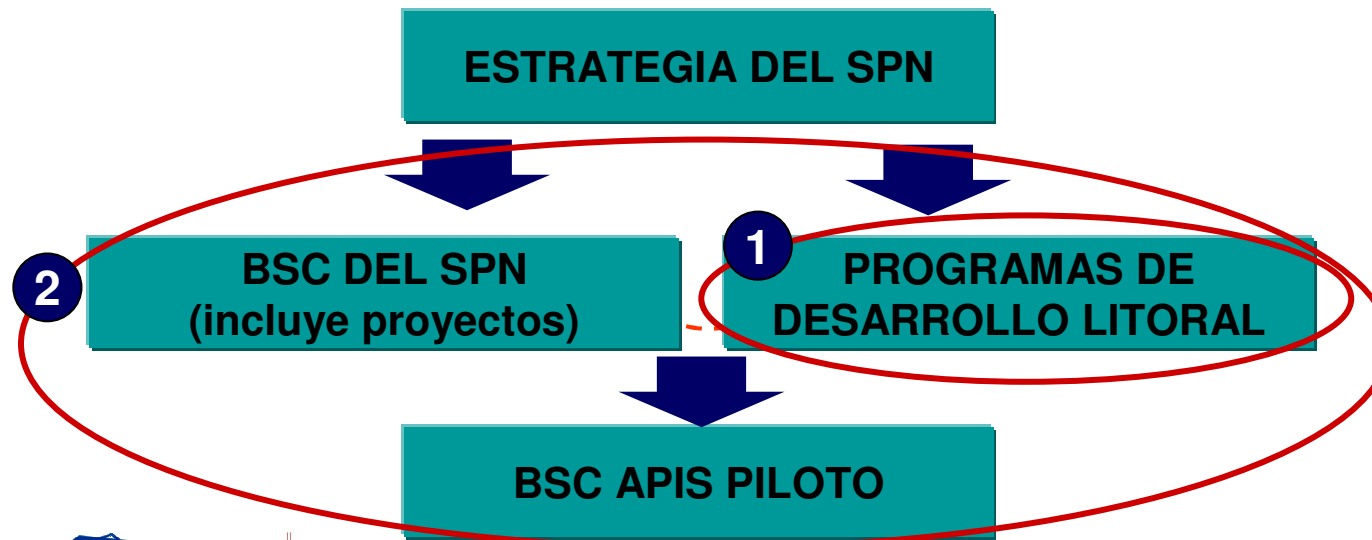 ESTRATEGIA DEL SPN
2
BSC DEL SPN
(incluye proyectos)
1
PROGRAMAS DE
DESARROLLO LITORAL
BSC APIS PILOTO